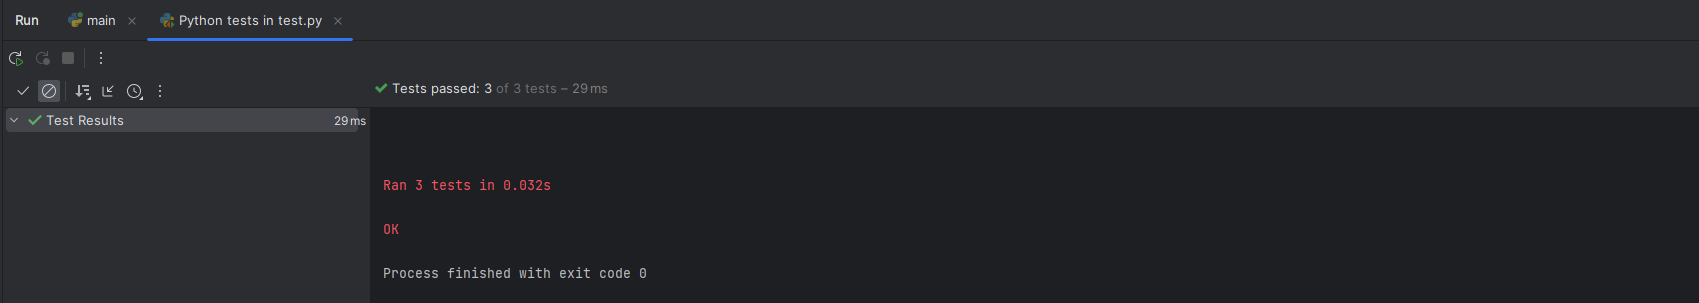 Run main Python tests in test.py
Tests passed: 3 of 3 tests – 29 ms
Test Results 29 ms
Ran 3 tests in 0.032s
OK
Process finished with exit code 0